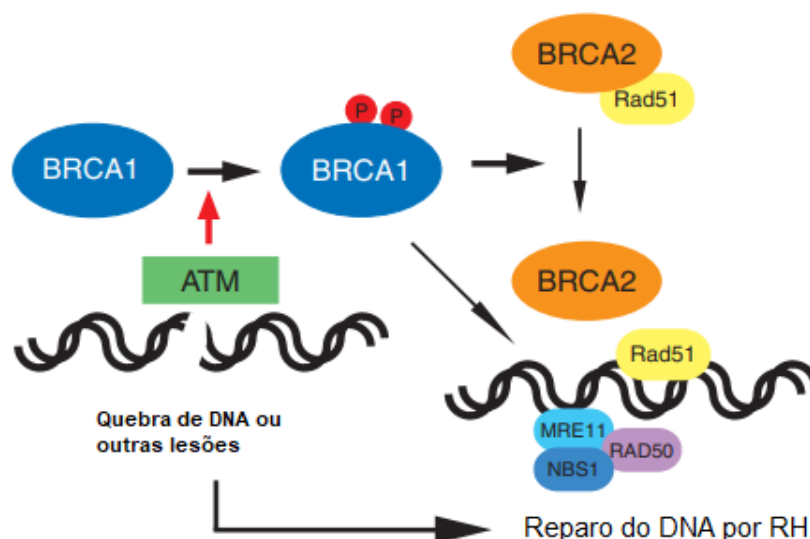 BRCA2
Rad51
P P
BRCA1
BRCA1
ATM
BRCA2
Rad51
Quebra de DNA ou
outras lesões
MRE11
RAD50
NBS1
Reparo do DNA por RH